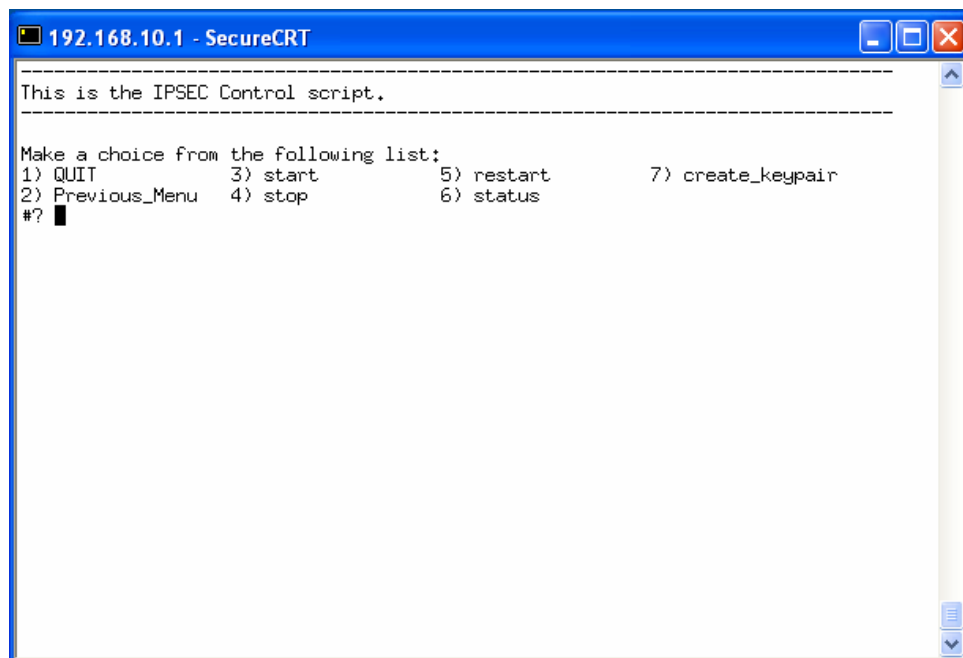 192.168.10.1 - SecureCRT
--------------------------------------------------------------------------------
This is the IPSEC Control script.
--------------------------------------------------------------------------------
Make a choice from the following list:
1) QUIT 3) start 5) restart 7) create_keypair
2) Previous_Menu 4) stop 6) status
#?